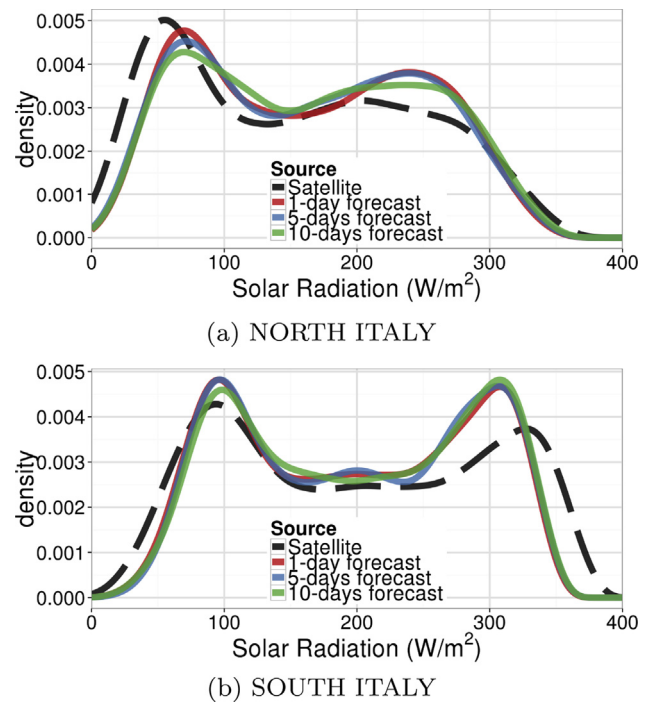 0.005
0.004
0.003
0.002
0.001
0.000
density
Source
Satellite
1-day forecast
5-days forecast
10-days forecast
0 100 200 300 400
Solar Radiation (W/m²)
(a) NORTH ITALY
0.005
0.004
0.003
0.002
0.001
0.000
density
Source
Satellite
1-day forecast
5-days forecast
10-days forecast
0 100 200 300 400
Solar Radiation (W/m²)
(b) SOUTH ITALY